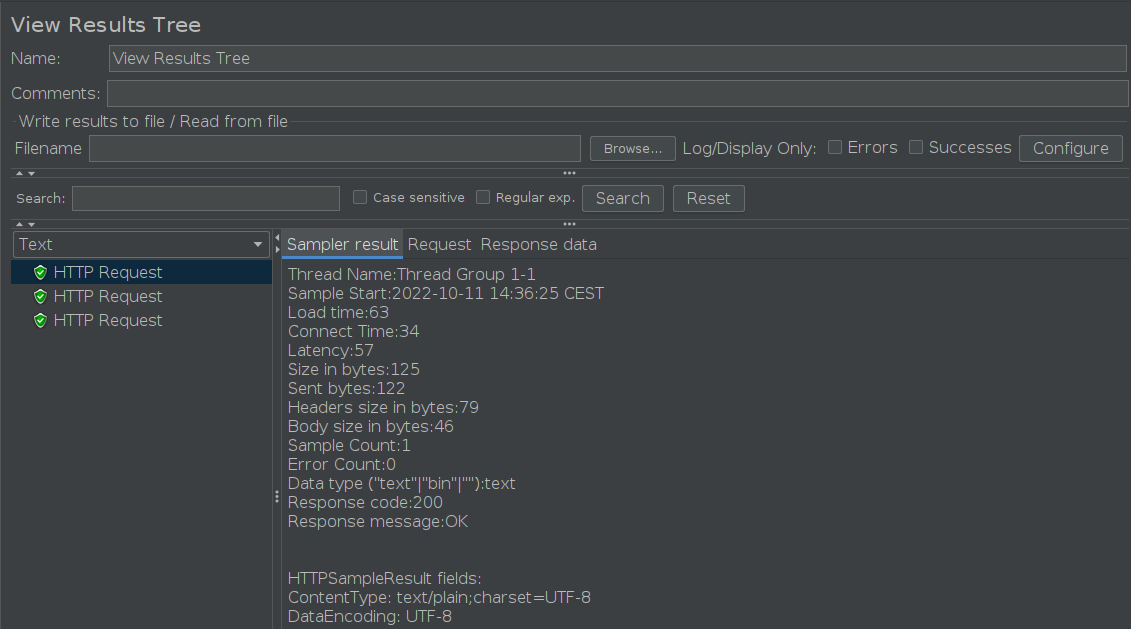 View Results Tree
Name: View Results Tree
Comments:
Write results to file / Read from file
Filename Browse... Log/Display Only: Errors Successes Configure
Search: Case sensitive Regular exp. Search Reset
Text
HTTP Request
HTTP Request
HTTP Request
Sampler result Request Response data
Thread Name:Thread Group 1-1
Sample Start:2022-10-11 14:36:25 CEST
Load time:63
Connect Time:34
Latency:57
Size in bytes:125
Sent bytes:122
Headers size in bytes:79
Body size in bytes:46
Sample Count:1
Error Count:0
Data type ("text"|"bin"|""):text
Response code:200
Response message:OK
HTTPSampleResult fields:
ContentType: text/plain;charset=UTF-8
DataEncoding: UTF-8